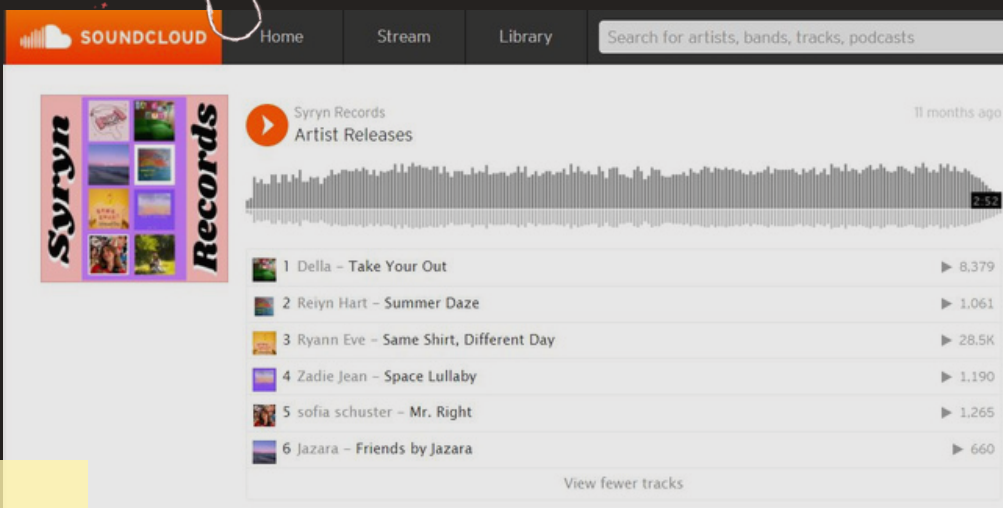 SOUNDCLOUD Home Stream Library Search for artists, bands, tracks, podcasts
Syryn Records
Syryn Records 11 months ago
Artist Releases
2:52
1 Della – Take Your Out 8,379
2 Reiyn Hart – Summer Daze 1,061
3 Ryann Eve – Same Shirt, Different Day 28.5K
4 Zadie Jean – Space Lullaby 1,190
5 sofia schuster – Mr. Right 1,265
6 Jazara – Friends by Jazara 660
View fewer tracks